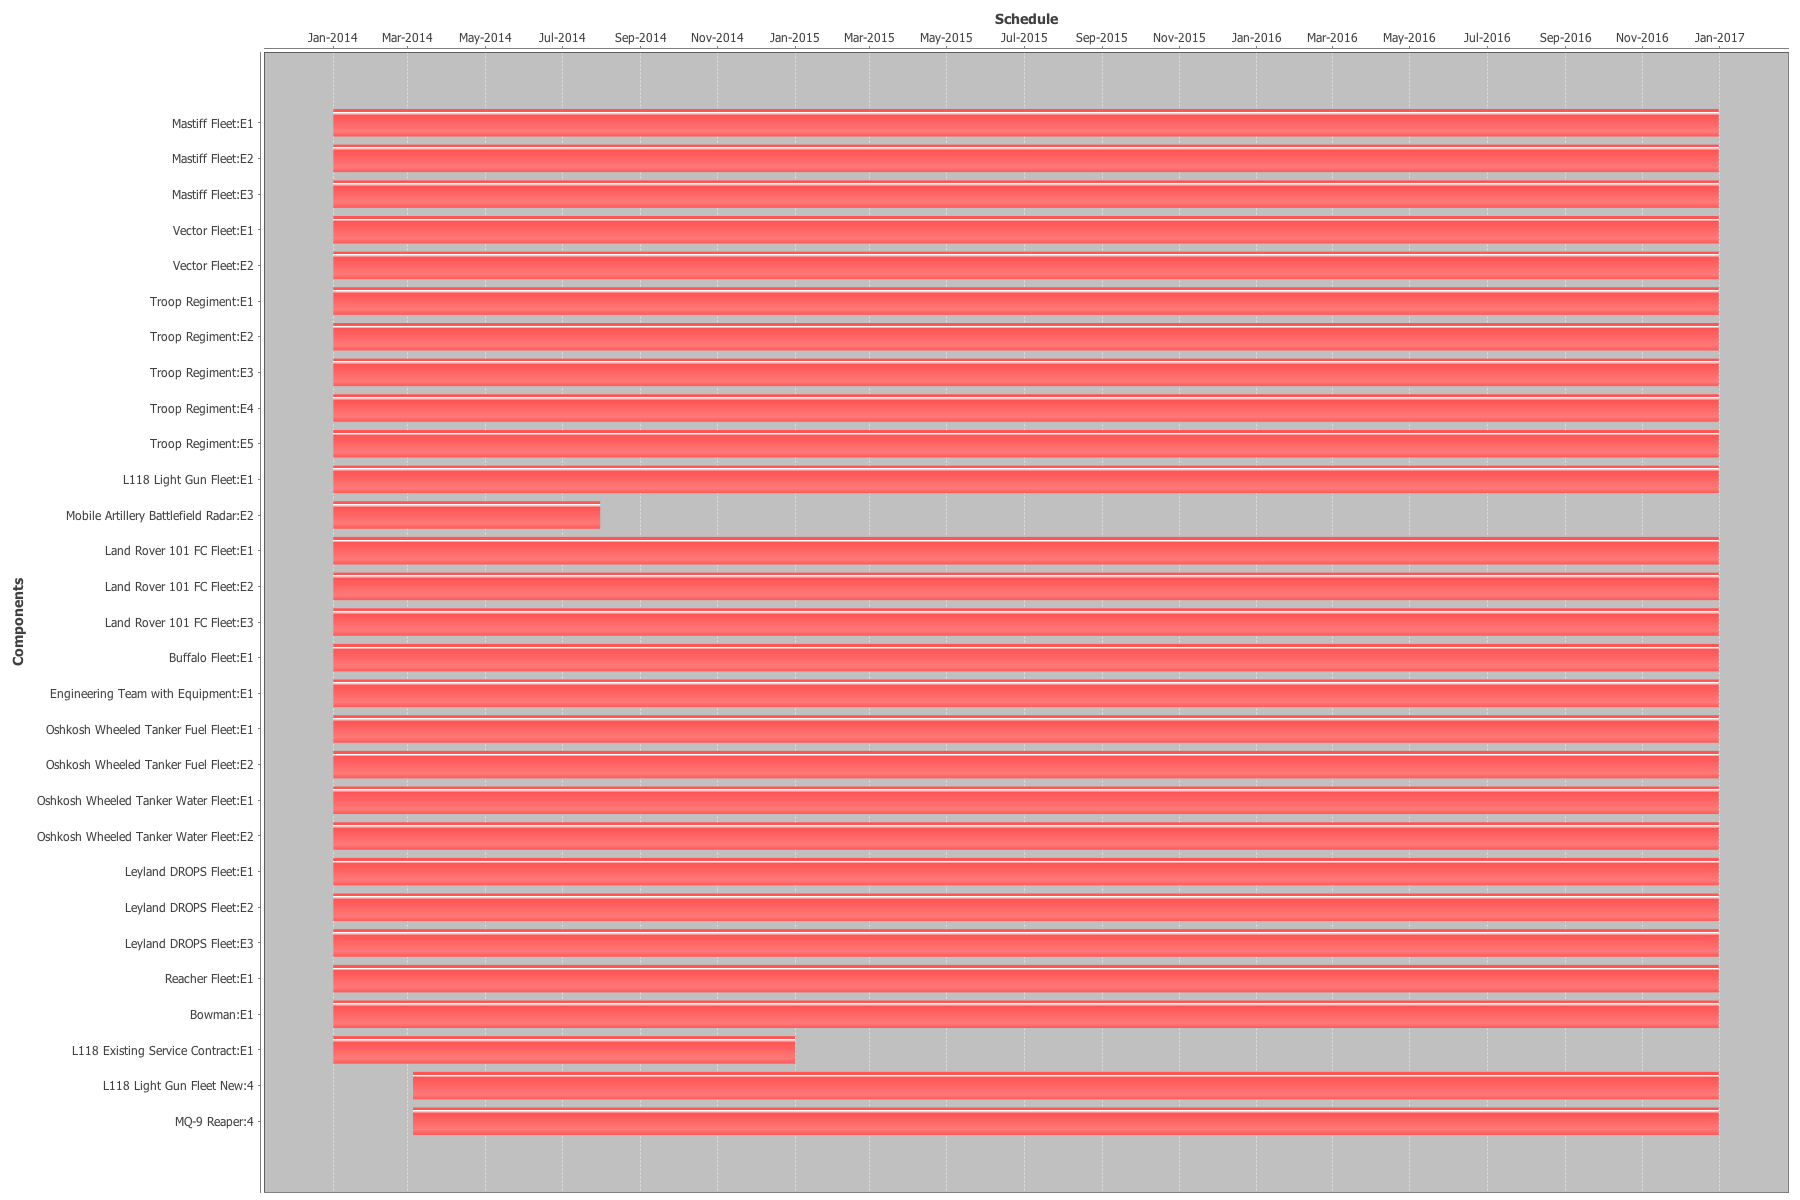 Schedule
Jan-2014 Mar-2014 May-2014 Jul-2014 Sep-2014 Nov-2014 Jan-2015 Mar-2015 May-2015 Jul-2015 Sep-2015 Nov-2015 Jan-2016 Mar-2016 May-2016 Jul-2016 Sep-2016 Nov-2016 Jan-2017
Components
Mastiff Fleet:E1
Mastiff Fleet:E2
Mastiff Fleet:E3
Vector Fleet:E1
Vector Fleet:E2
Troop Regiment:E1
Troop Regiment:E2
Troop Regiment:E3
Troop Regiment:E4
Troop Regiment:E5
L118 Light Gun Fleet:E1
Mobile Artillery Battlefield Radar:E2
Land Rover 101 FC Fleet:E1
Land Rover 101 FC Fleet:E2
Land Rover 101 FC Fleet:E3
Buffalo Fleet:E1
Engineering Team with Equipment:E1
Oshkosh Wheeled Tanker Fuel Fleet:E1
Oshkosh Wheeled Tanker Fuel Fleet:E2
Oshkosh Wheeled Tanker Water Fleet:E1
Oshkosh Wheeled Tanker Water Fleet:E2
Leyland DROPS Fleet:E1
Leyland DROPS Fleet:E2
Leyland DROPS Fleet:E3
Reacher Fleet:E1
Bowman:E1
L118 Existing Service Contract:E1
L118 Light Gun Fleet New:4
MQ-9 Reaper:4